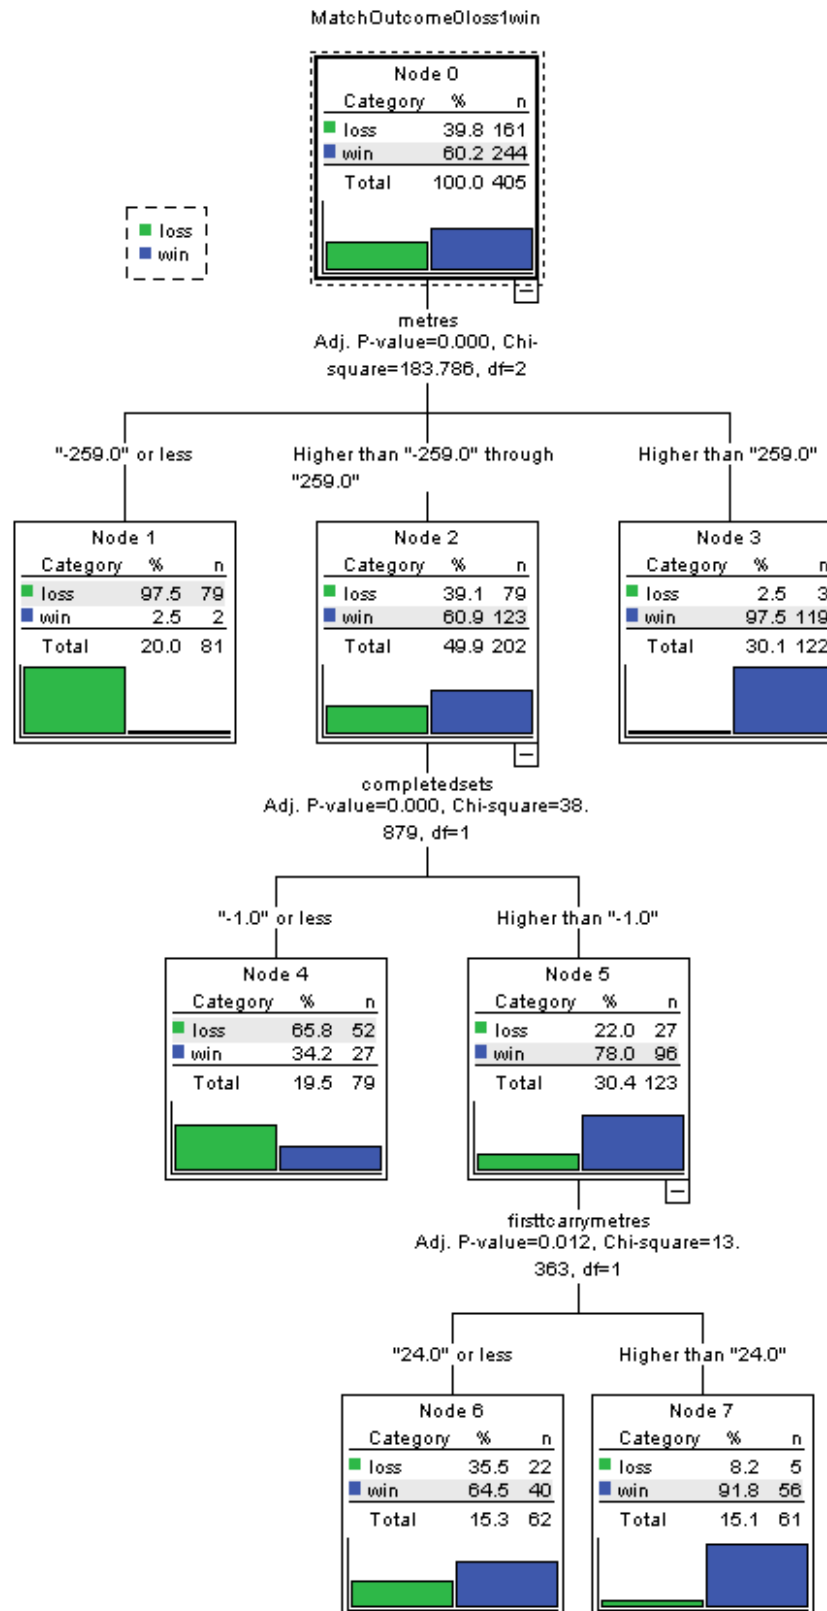 MatchOutcome0loss1win
Node 0
Category % n
loss 39.8 161
win 60.2 244
Total 100.0 405
loss
win
metres
Adj. P-value=0.000, Chi-
square=183.786, df=2
"-259.0" or less
Higher than "-259.0" through
"259.0"
Higher than "259.0"
Node 1
Category % n
loss 97.5 79
win 2.5 2
Total 20.0 81
Node 2
Category % n
loss 39.1 79
win 60.9 123
Total 49.9 202
Node 3
Category % n
loss 2.5 3
win 97.5 119
Total 30.1 122
completedsets
Adj. P-value=0.000, Chi-square=38.
879, df=1
"-1.0" or less
Higher than "-1.0"
Node 4
Category % n
loss 65.8 52
win 34.2 27
Total 19.5 79
Node 5
Category % n
loss 22.0 27
win 78.0 96
Total 30.4 123
firsttcarrymetres
Adj. P-value=0.012, Chi-square=13.
363, df=1
"24.0" or less
Higher than "24.0"
Node 6
Category % n
loss 35.5 22
win 64.5 40
Total 15.3 62
Node 7
Category % n
loss 8.2 5
win 91.8 56
Total 15.1 61